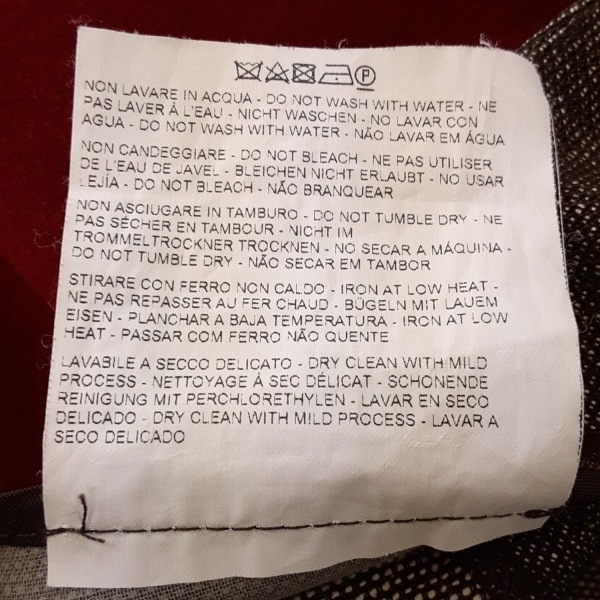 P
NON LAVARE IN ACQUA - DO NOT WASH WITH WATER - NE
PAS LAVER À L'EAU - NICHT WASCHEN - NO LAVAR CON
AGUA - DO NOT WASH WITH WATER - NÃO LAVAR EM ÁGUA
NON CANDEGGIARE - DO NOT BLEACH - NE PAS UTILISER
DE L'EAU DE JAVEL - BLEICHEN NICHT ERLAUBT - NO USAR
LEJÍA - DO NOT BLEACH - NÃO BRANQUEAR
NON ASCIUGARE IN TAMBURO - DO NOT TUMBLE DRY - NE
PAS SÉCHER EN TAMBOUR - NICHT IM
TROMMELTROCKNER TROCKNEN - NO SECAR A MÁQUINA -
DO NOT TUMBLE DRY - NÃO SECAR EM TAMBOR
STIRARE CON FERRO NON CALDO - IRON AT LOW HEAT -
NE PAS REPASSER AU FER CHAUD - BÜGELN MIT LAUEM
EISEN - PLANCHAR A BAJA TEMPERATURA - IRON AT LOW
HEAT - PASSAR COM FERRO NÃO QUENTE
LAVABILE A SECCO DELICATO - DRY CLEAN WITH MILD
PROCESS - NETTOYAGE À SEC DÉLICAT - SCHONENDE
REINIGUNG MIT PERCHLORETHYLEN - LAVAR EN SECO
DELICADO - DRY CLEAN WITH MILD PROCESS - LAVAR A
SECO DELICADO